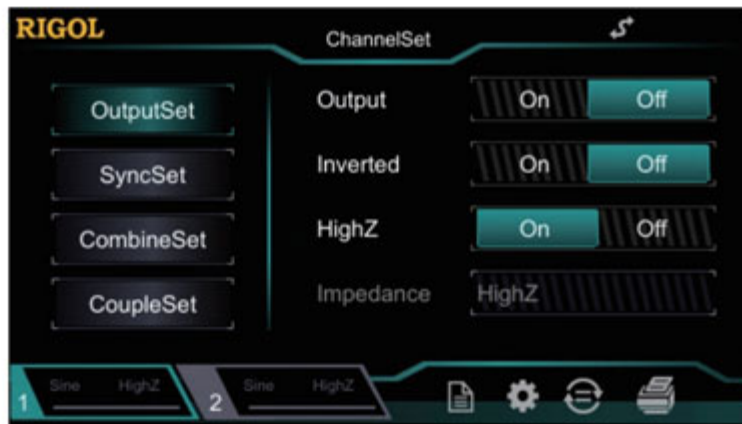 RIGOL
ChannelSet
OutputSet
SyncSet
CombineSet
CoupleSet
Output On Off
Inverted On Off
HighZ On Off
Impedance HighZ
1 Sine HighZ
2 Sine HighZ